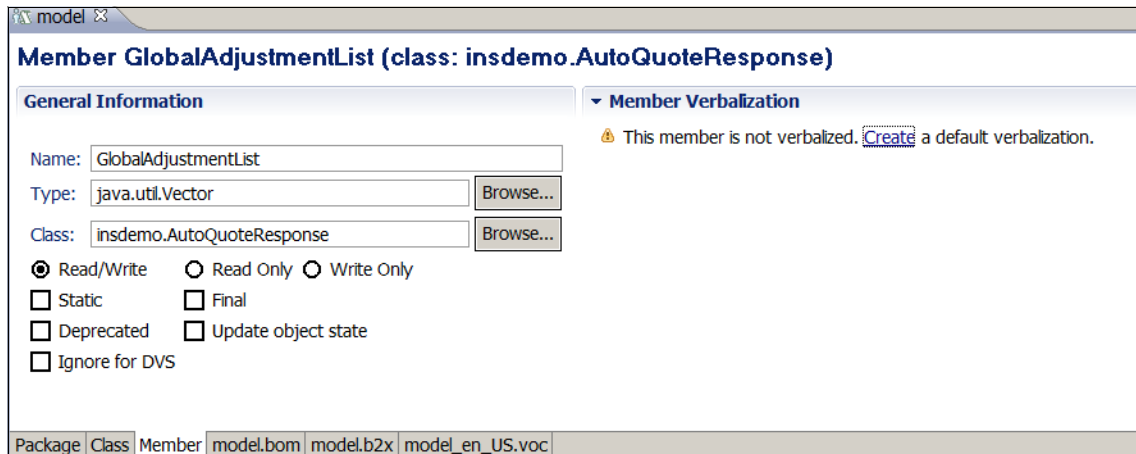 model
Member GlobalAdjustmentList (class: insdemo.AutoQuoteResponse)
General Information
Name: GlobalAdjustmentList
Type: java.util.Vector Browse...
Class: insdemo.AutoQuoteResponse Browse...
Read/Write Read Only Write Only
Static Final
Deprecated Update object state
Ignore for DVS
Member Verbalization
This member is not verbalized. Create a default verbalization.
Package Class Member model.bom model.b2x model_en_US.voc